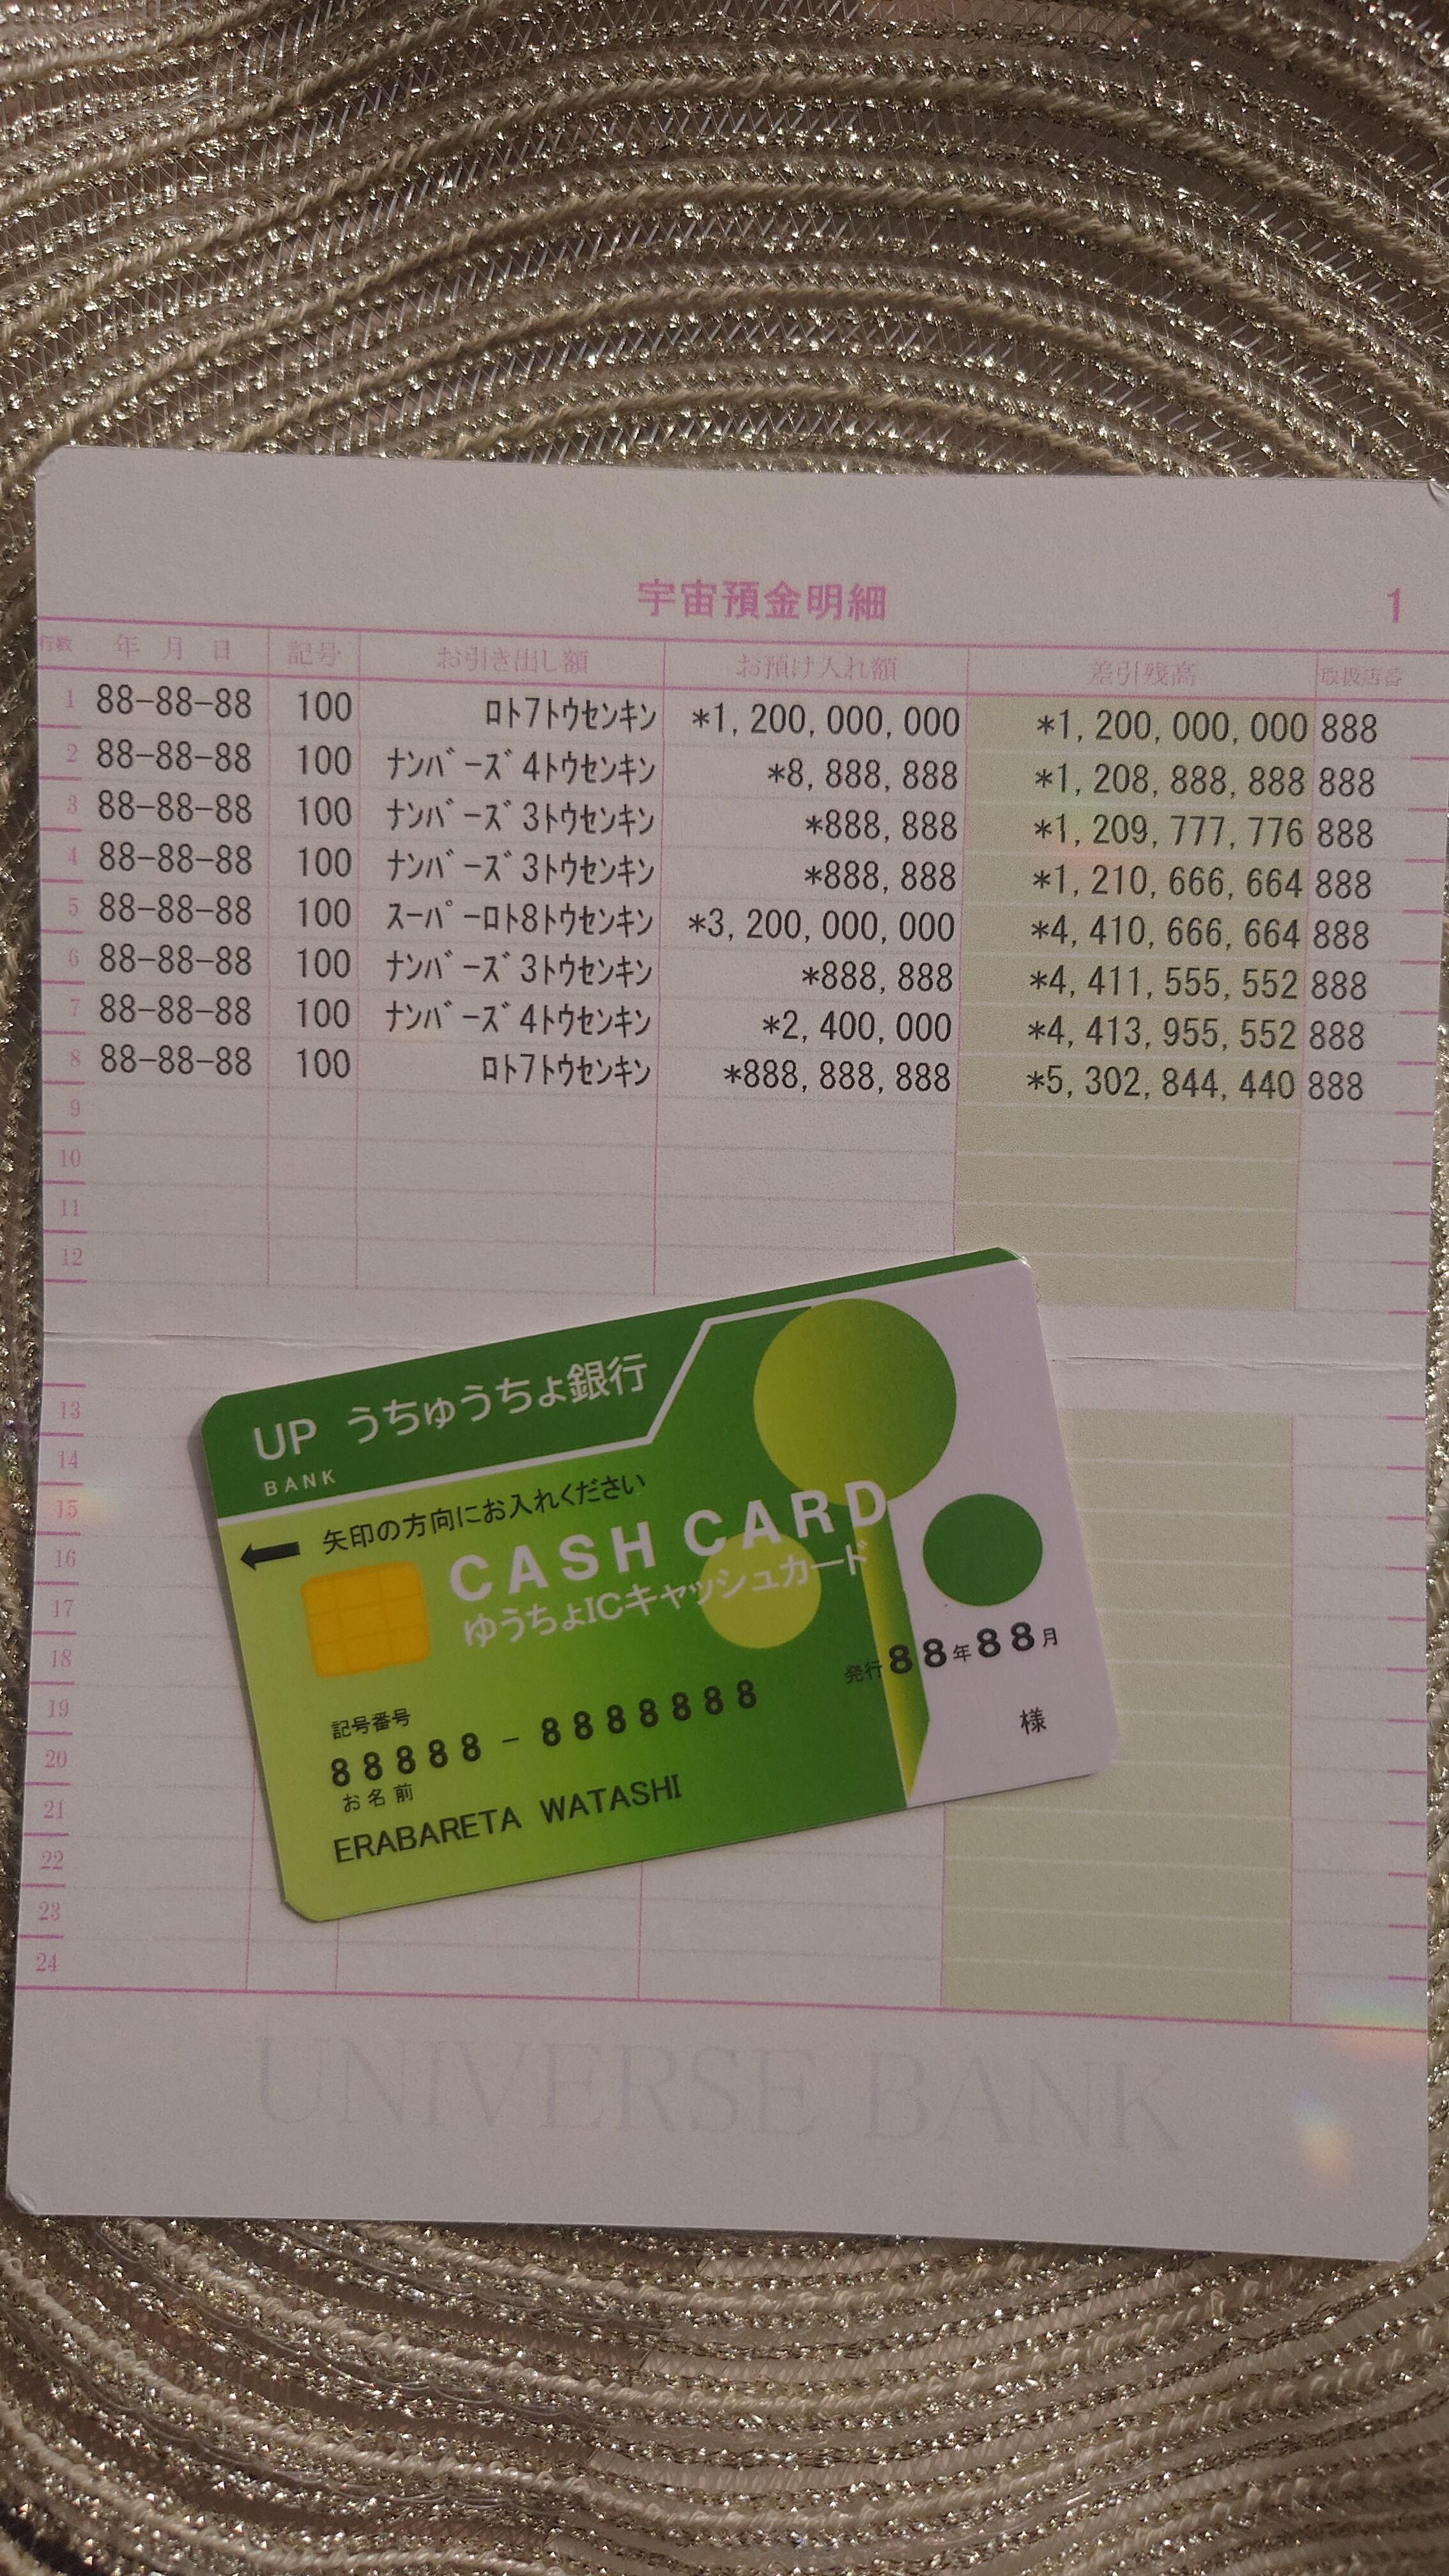 宇宙預金明細 1
行数 年 月 日 記号 お引き出し額 お預け入れ額 差引残高 取扱店番
1 88-88-88 100 ﾛﾄ7ﾄｳｾﾝｷﾝ *1,200,000,000 *1,200,000,000 888
2 88-88-88 100 ﾅﾝﾊﾞｰｽﾞ4ﾄｳｾﾝｷﾝ *8,888,888 *1,208,888,888 888
3 88-88-88 100 ﾅﾝﾊﾞｰｽﾞ3ﾄｳｾﾝｷﾝ *888,888 *1,209,777,776 888
4 88-88-88 100 ﾅﾝﾊﾞｰｽﾞ3ﾄｳｾﾝｷﾝ *888,888 *1,210,666,664 888
5 88-88-88 100 ｽｰﾊﾟｰﾛﾄ8ﾄｳｾﾝｷﾝ *3,200,000,000 *4,410,666,664 888
6 88-88-88 100 ﾅﾝﾊﾞｰｽﾞ3ﾄｳｾﾝｷﾝ *888,888 *4,411,555,552 888
7 88-88-88 100 ﾅﾝﾊﾞｰｽﾞ4ﾄｳｾﾝｷﾝ *2,400,000 *4,413,955,552 888
8 88-88-88 100 ﾛﾄ7ﾄｳｾﾝｷﾝ *888,888,888 *5,302,844,440 888
9
10
11
12
13
14
15
16
17
18
19
20
21
22
23
24
UP うちゅうちょ銀行
BANK
矢印の方向にお入れください
CASH CARD
ゆうちょICキャッシュカード
発行88年88月
記号番号
88888-8888888
お名前
ERABARETA WATASHI 様
UNIVERSE BANK